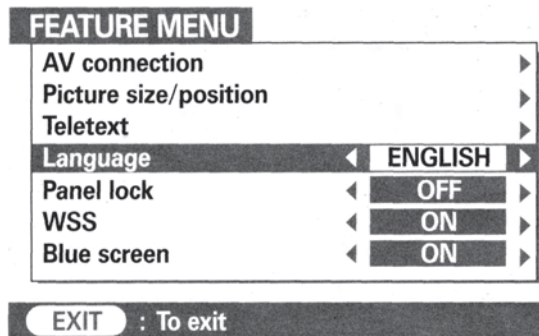 FEATURE MENU
AV connection
Picture size/position
Teletext
Language ENGLISH
Panel lock OFF
WSS ON
Blue screen ON
EXIT : To exit